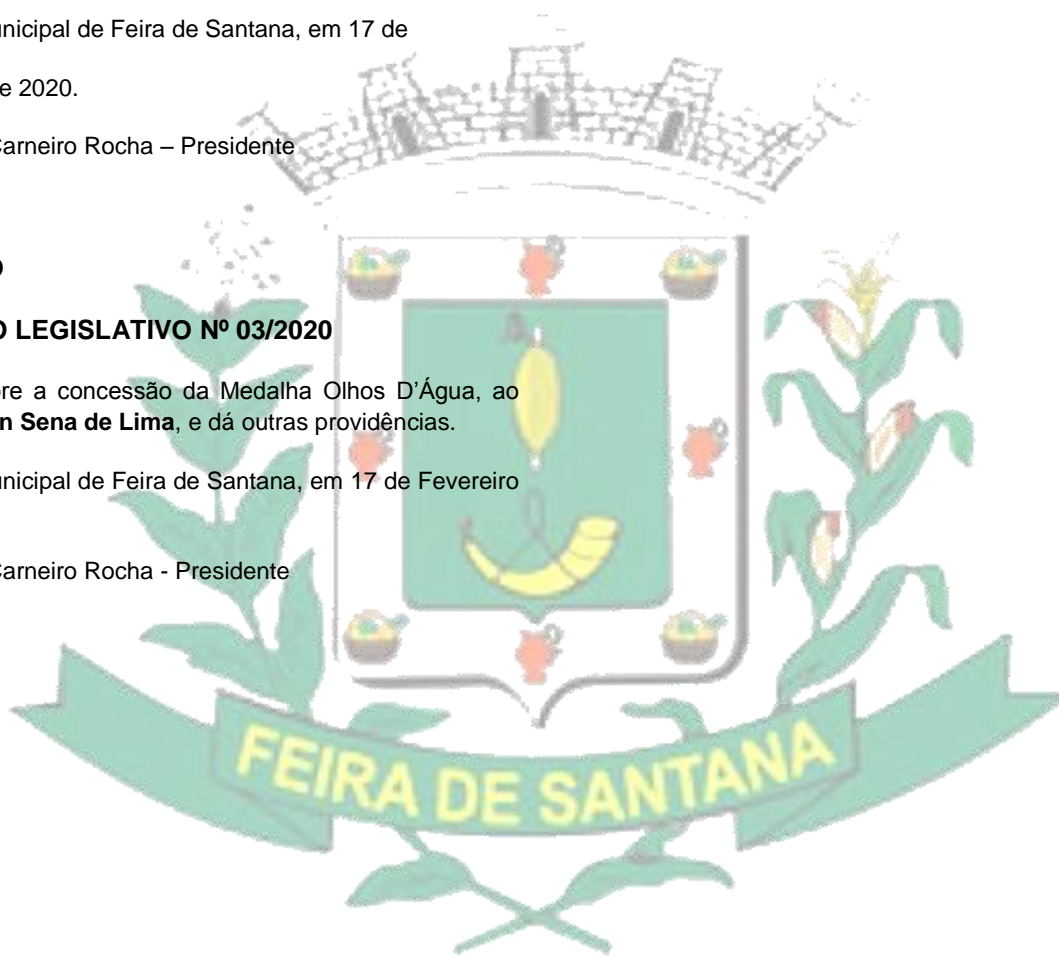 unicipal de Feira de Santana, em 17 de
e 2020.
Carneiro Rocha – Presidente
O
O LEGISLATIVO Nº 03/2020
re a concessão da Medalha Olhos D'Água, ao
n Sena de Lima, e dá outras providências.
unicipal de Feira de Santana, em 17 de Fevereiro
Carneiro Rocha - Presidente
FEIRA DE SANTANA